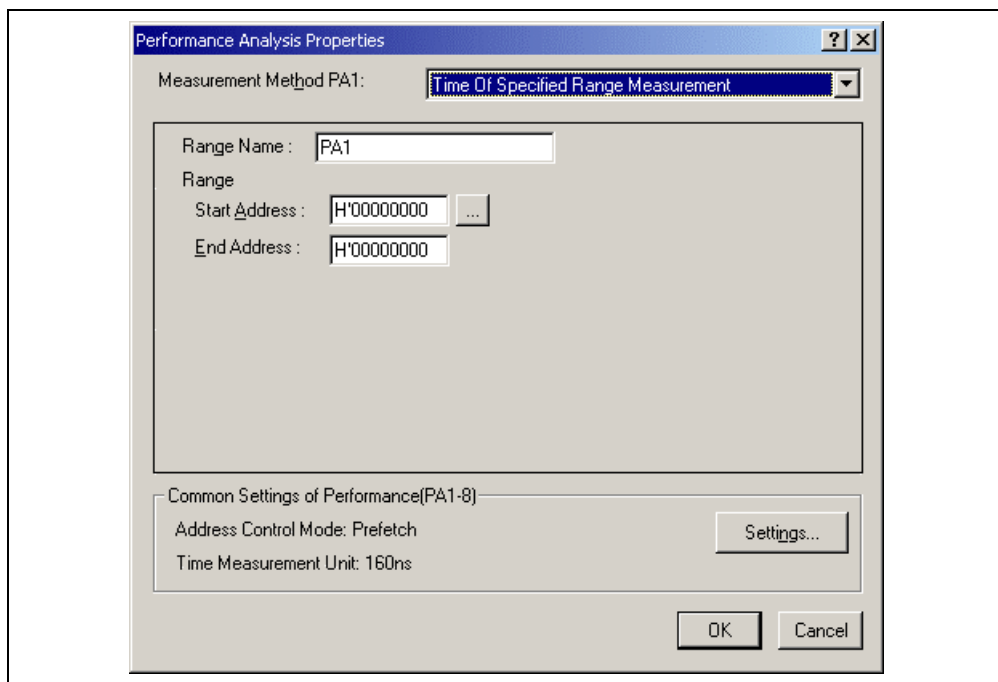 Performance Analysis Properties
Measurement Method PA1: Time Of Specified Range Measurement
Range Name : PA1
Range
Start Address : H'00000000 ...
End Address : H'00000000
Common Settings of Performance(PA1-8)
Address Control Mode: Prefetch
Settings...
Time Measurement Unit: 160ns
OK Cancel